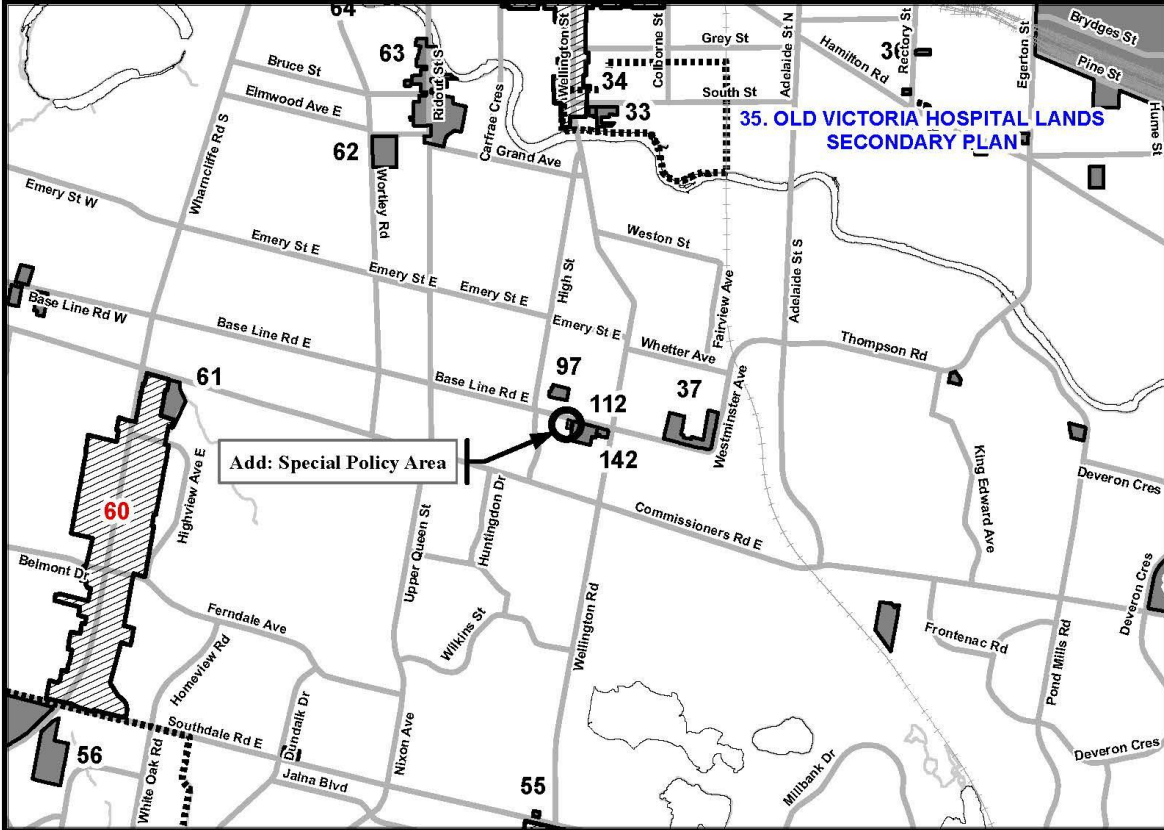 64
63
Bruce St
Elmwood Ave E
Ridout St S
62
Wortley Rd
Wharncliffe Rd S
Carfrae Cres
Grand Ave
Wellington St
34
33
Colborne St
Grey St
South St
Adelaide St N
Hamilton Rd
36
Rectory St
Egerton St
Brydges St
Pine St
Hume St
35. OLD VICTORIA HOSPITAL LANDS
SECONDARY PLAN
Emery St W
Emery St E
Emery St E
Emery St E
Emery St E
High St
Weston St
Fairview Ave
Adelaide St S
Whetter Ave
Thompson Rd
Base Line Rd W
Base Line Rd E
Base Line Rd E
97
112
142
37
Westminster Ave
61
Add: Special Policy Area
60
Highview Ave E
Upper Queen St
Huntingdon Dr
Commissioners Rd E
King Edward Ave
Deveron Cres
Belmont Dr
Ferndale Ave
Wilkins St
Wellington Rd
Homeview Rd
Frontenac Rd
Pond Mills Rd
Deveron Cres
Southdale Rd E
Dundalk Dr
Nixon Ave
56
White Oak Rd
Jalna Blvd
55
Millbank Dr
Deveron Cres